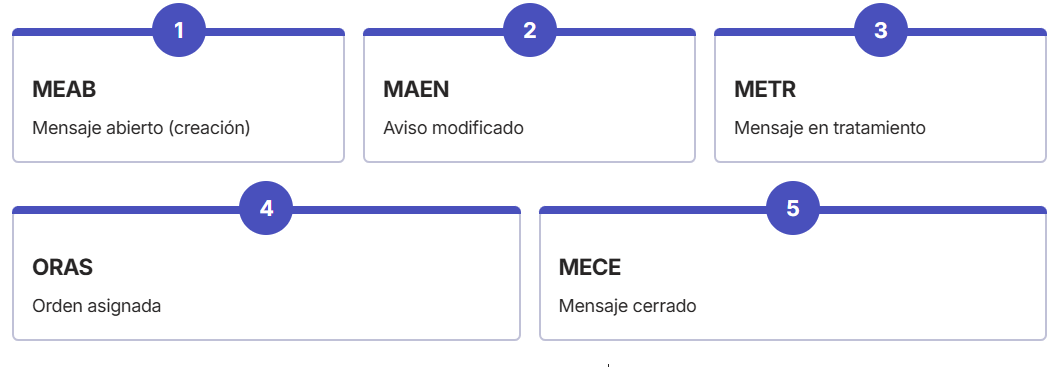 1
MEAB
Mensaje abierto (creación)
2
MAEN
Aviso modificado
3
METR
Mensaje en tratamiento
4
ORAS
Orden asignada
5
MECE
Mensaje cerrado